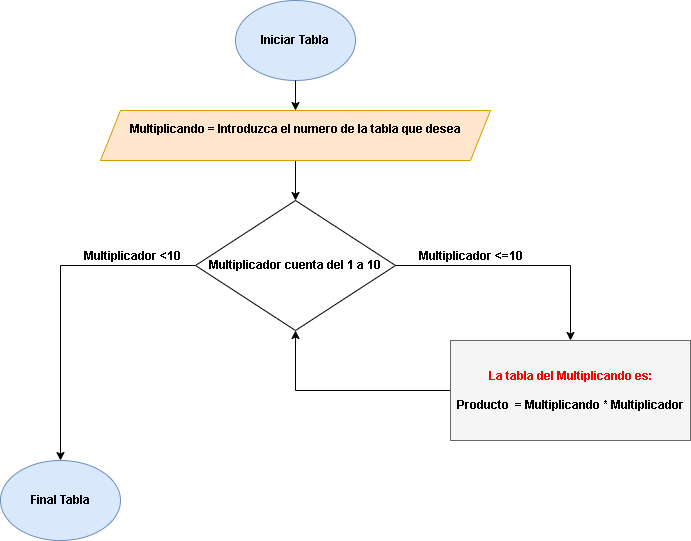 Iniciar Tabla
Multiplicando = Introduzca el numero de la tabla que desea
Multiplicador <10
Multiplicador cuenta del 1 a 10
Multiplicador <=10
La tabla del Multiplicando es:
Producto = Multiplicando * Multiplicador
Final Tabla